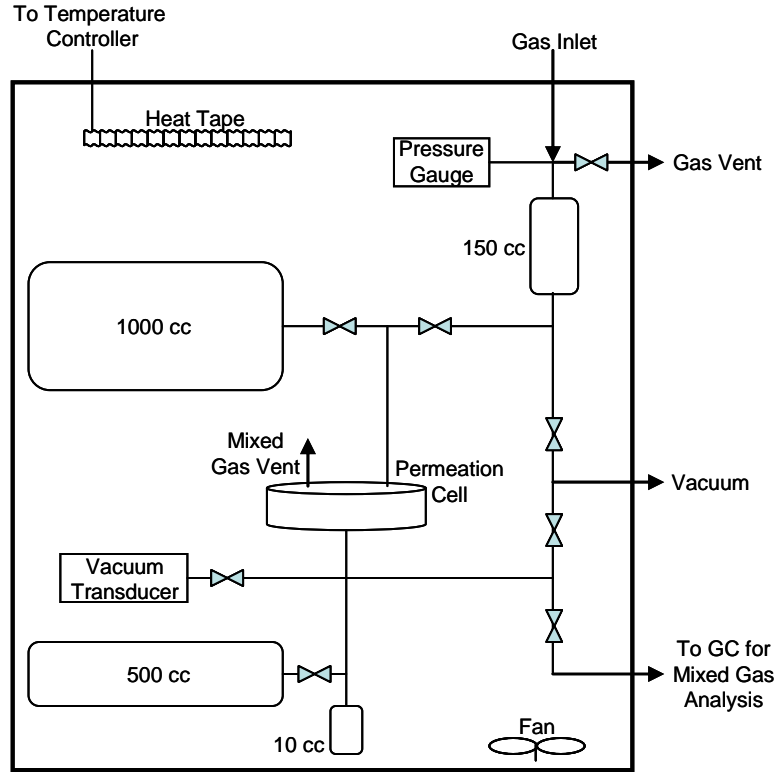 To Temperature
Controller
Gas Inlet
Heat Tape
Pressure
Gauge
Gas Vent
150 cc
1000 cc
Mixed
Gas Vent
Permeation
Cell
Vacuum
Vacuum
Transducer
To GC for
Mixed Gas
Analysis
500 cc
Fan
10 cc